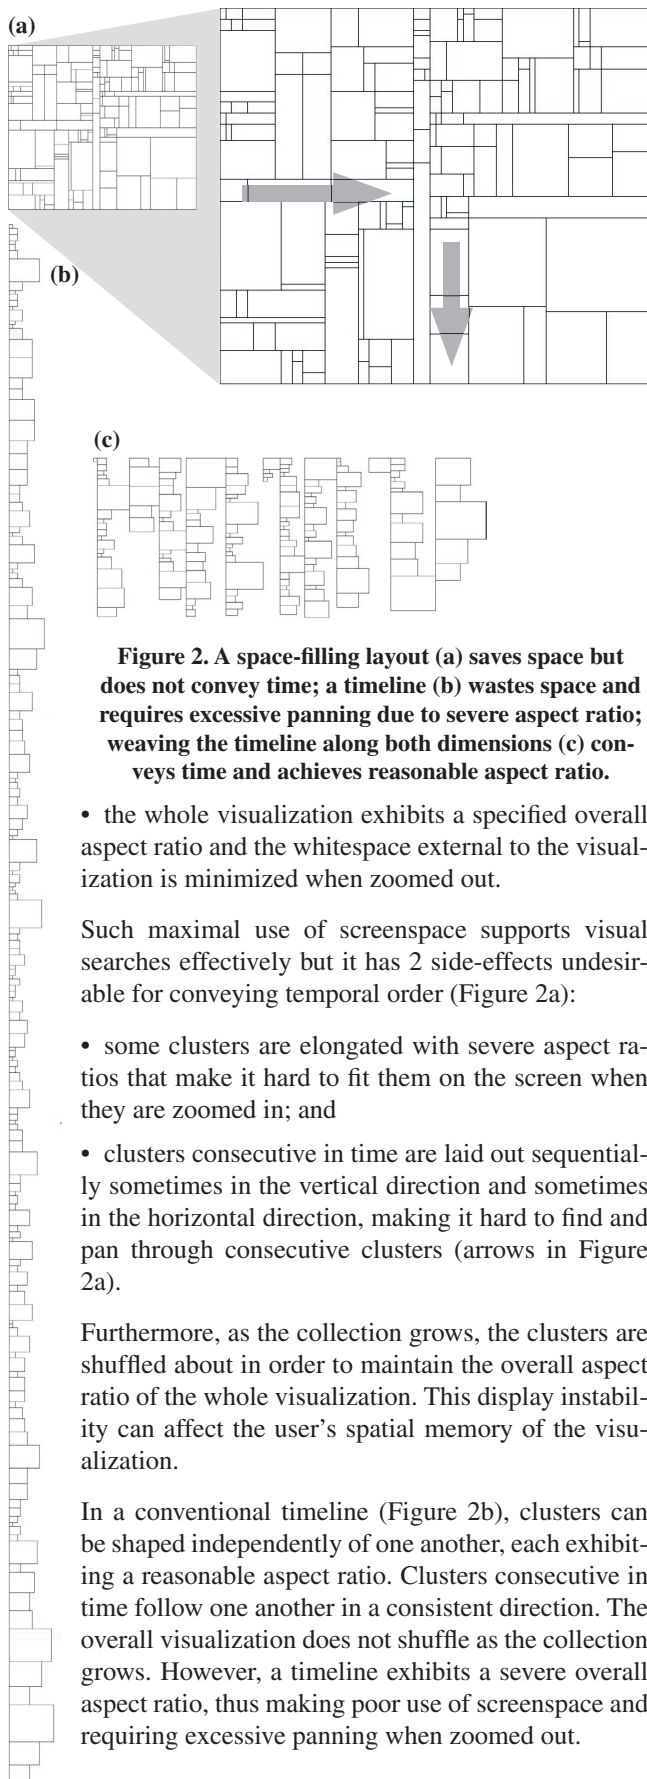 (a)
(b)
(c)
Figure 2. A space-filling layout (a) saves space but
does not convey time; a timeline (b) wastes space and
requires excessive panning due to severe aspect ratio;
weaving the timeline along both dimensions (c) con-
veys time and achieves reasonable aspect ratio.
• the whole visualization exhibits a specified overall
aspect ratio and the whitespace external to the visual-
ization is minimized when zoomed out.
Such maximal use of screenspace supports visual
searches effectively but it has 2 side-effects undesir-
able for conveying temporal order (Figure 2a):
• some clusters are elongated with severe aspect ra-
tios that make it hard to fit them on the screen when
they are zoomed in; and
• clusters consecutive in time are laid out sequential-
ly sometimes in the vertical direction and sometimes
in the horizontal direction, making it hard to find and
pan through consecutive clusters (arrows in Figure
2a).
Furthermore, as the collection grows, the clusters are
shuffled about in order to maintain the overall aspect
ratio of the whole visualization. This display instabil-
ity can affect the user's spatial memory of the visu-
alization.
In a conventional timeline (Figure 2b), clusters can
be shaped independently of one another, each exhibit-
ing a reasonable aspect ratio. Clusters consecutive in
time follow one another in a consistent direction. The
overall visualization does not shuffle as the collection
grows. However, a timeline exhibits a severe overall
aspect ratio, thus making poor use of screenspace and
requiring excessive panning when zoomed out.